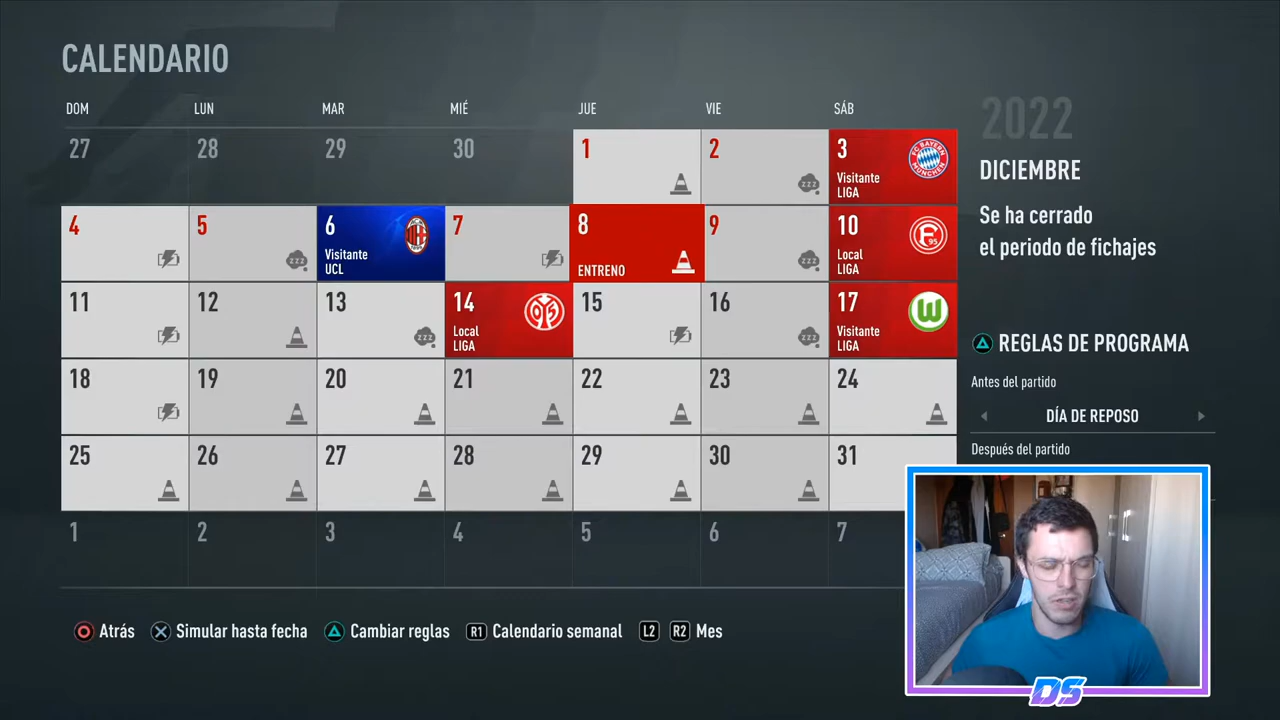 CALENDARIO
DOM LUN MAR MIÉ JUE VIE SÁB
27 28 29 30 1 2 3
Visitante
LIGA
FC BAYERN
MÜNCHEN
4 5 6 7 8 9 10
Visitante
UCL
ENTRENO
Local
LIGA
F95
11 12 13 14 15 16 17
Local
LIGA
Visitante
LIGA
W
18 19 20 21 22 23 24
25 26 27 28 29 30 31
1 2 3 4 5 6 7
2022
DICIEMBRE
Se ha cerrado
el periodo de fichajes
REGLAS DE PROGRAMA
Antes del partido
DÍA DE REPOSO
Después del partido
Atrás Simular hasta fecha Cambiar reglas R1 Calendario semanal L2 R2 Mes
DS